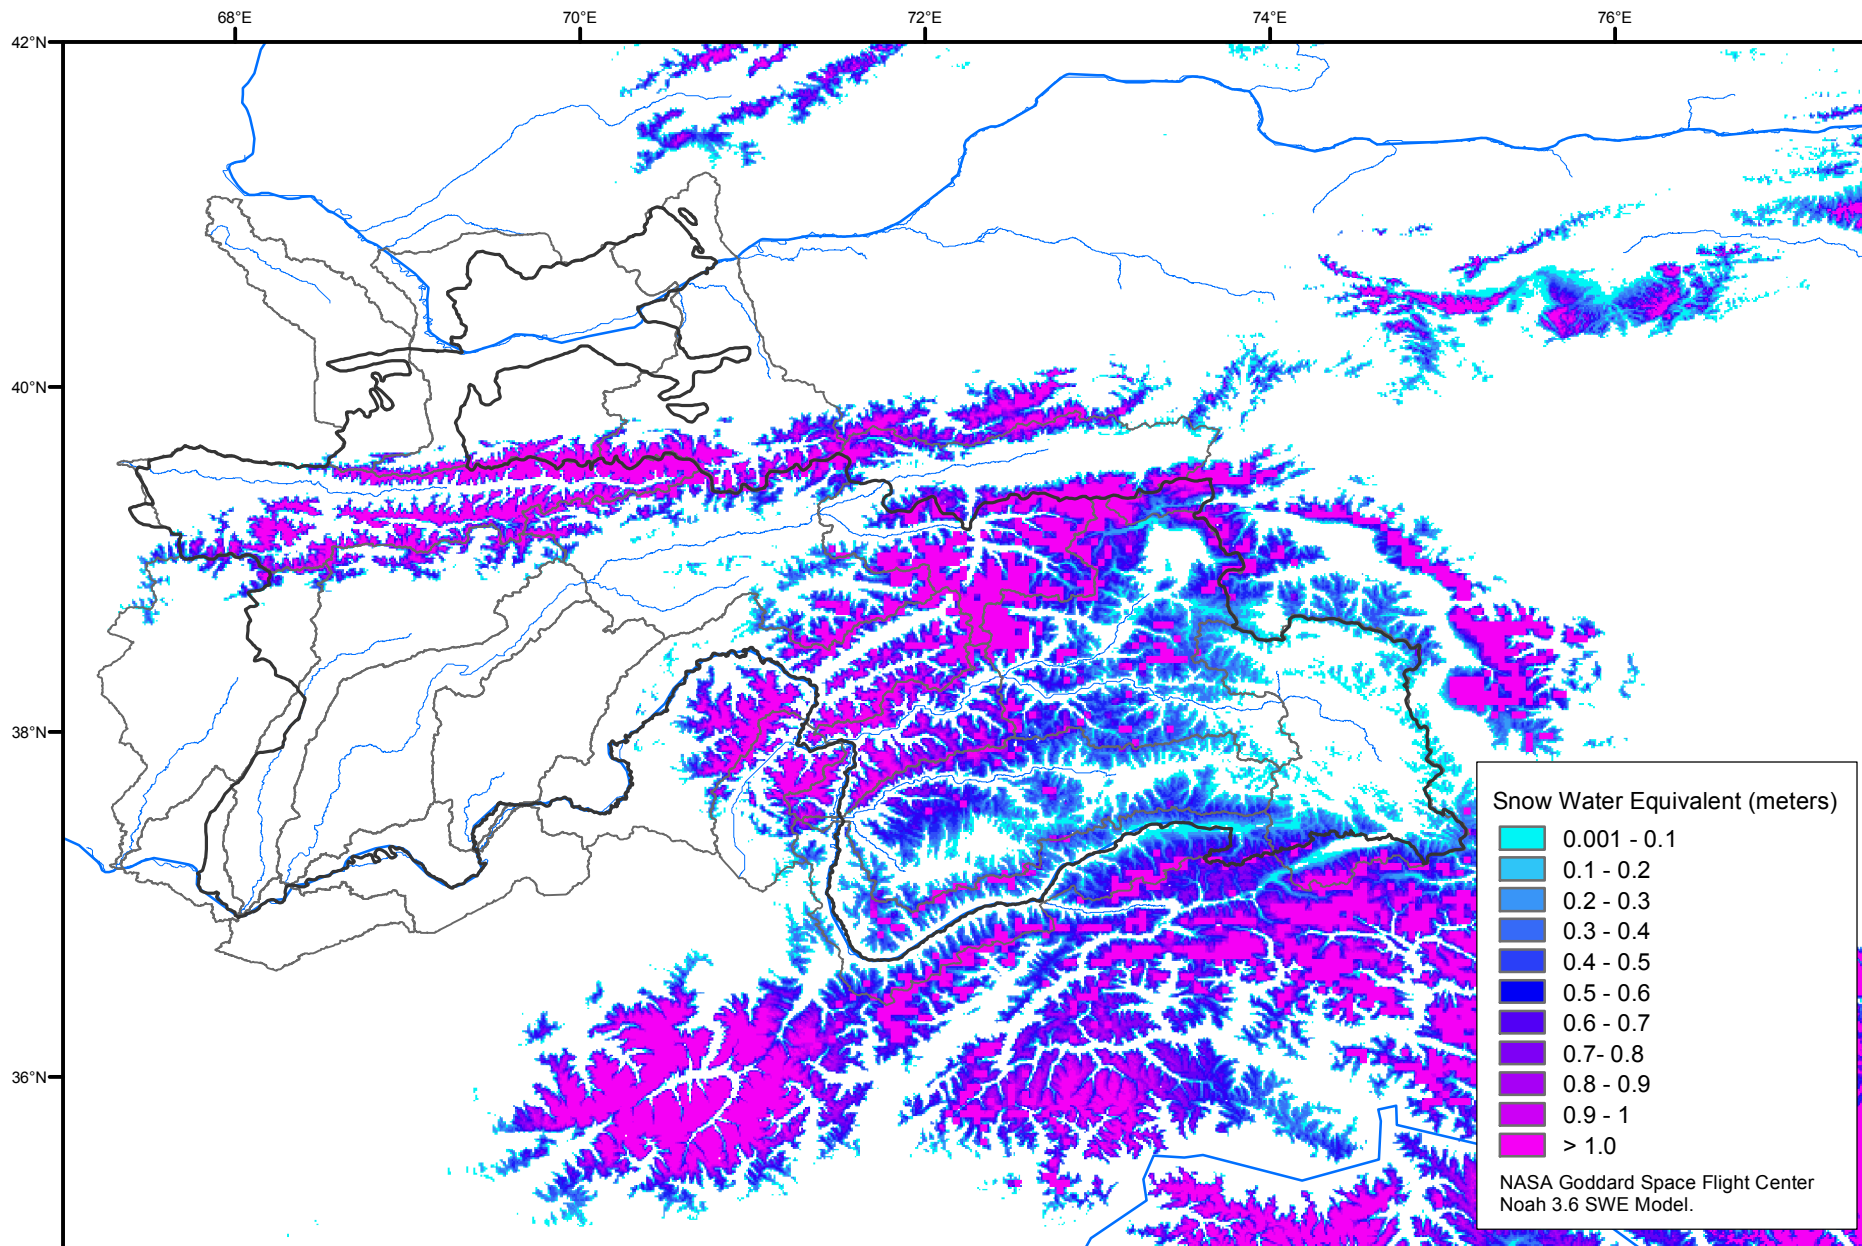 68°E
70°E
72°E
74°E
76°E
42°N
40°N
38°N
36°N
Snow Water Equivalent (meters)
0.001 - 0.1
0.1 - 0.2
0.2 - 0.3
0.3 - 0.4
0.4 - 0.5
0.5 - 0.6
0.6 - 0.7
0.7- 0.8
0.8 - 0.9
0.9 - 1
> 1.0
NASA Goddard Space Flight Center
Noah 3.6 SWE Model.